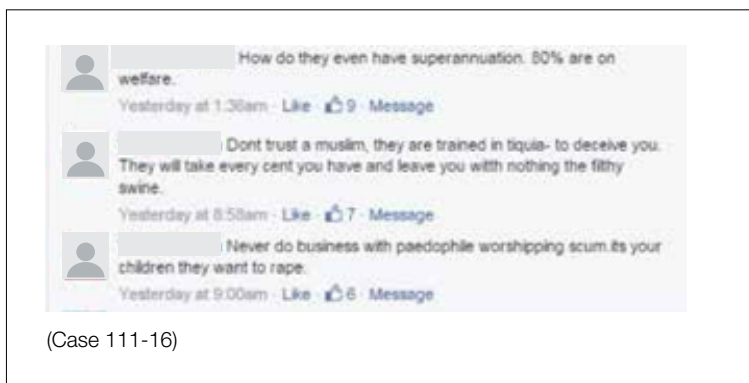 How do they even have superannuation. 80% are on
welfare.
Yesterday at 1:36am · Like · 9 · Message
Dont trust a muslim, they are trained in tiquia- to deceive you.
They will take every cent you have and leave you witth nothing the filthy
swine.
Yesterday at 8:58am · Like · 7 · Message
Never do business with paedophile worshipping scum.its your
children they want to rape.
Yesterday at 9:00am · Like · 6 · Message
(Case 111-16)